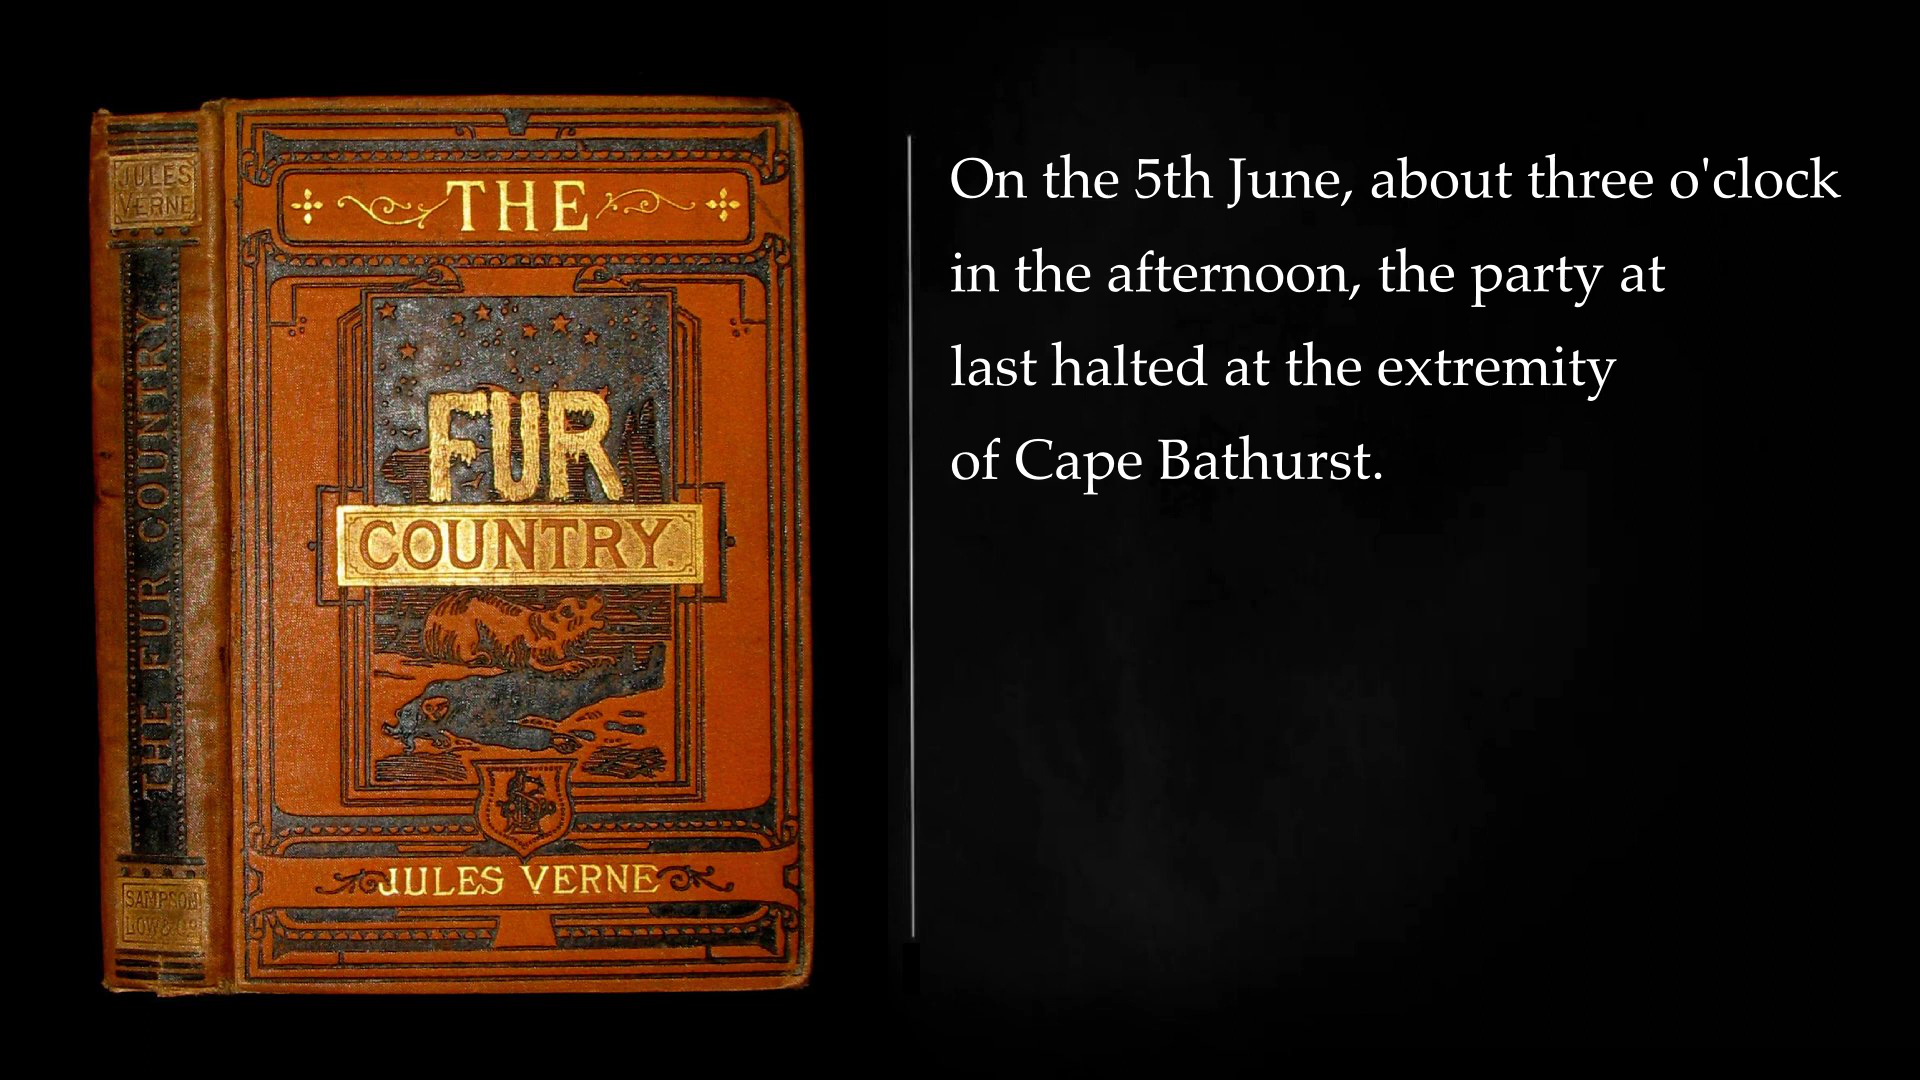 JULES
VERNE
THE FUR COUNTRY.
SAMPSON
LOW & Co
THE
FUR
COUNTRY.
JULES VERNE
On the 5th June, about three o'clock
in the afternoon, the party at
last halted at the extremity
of Cape Bathurst.